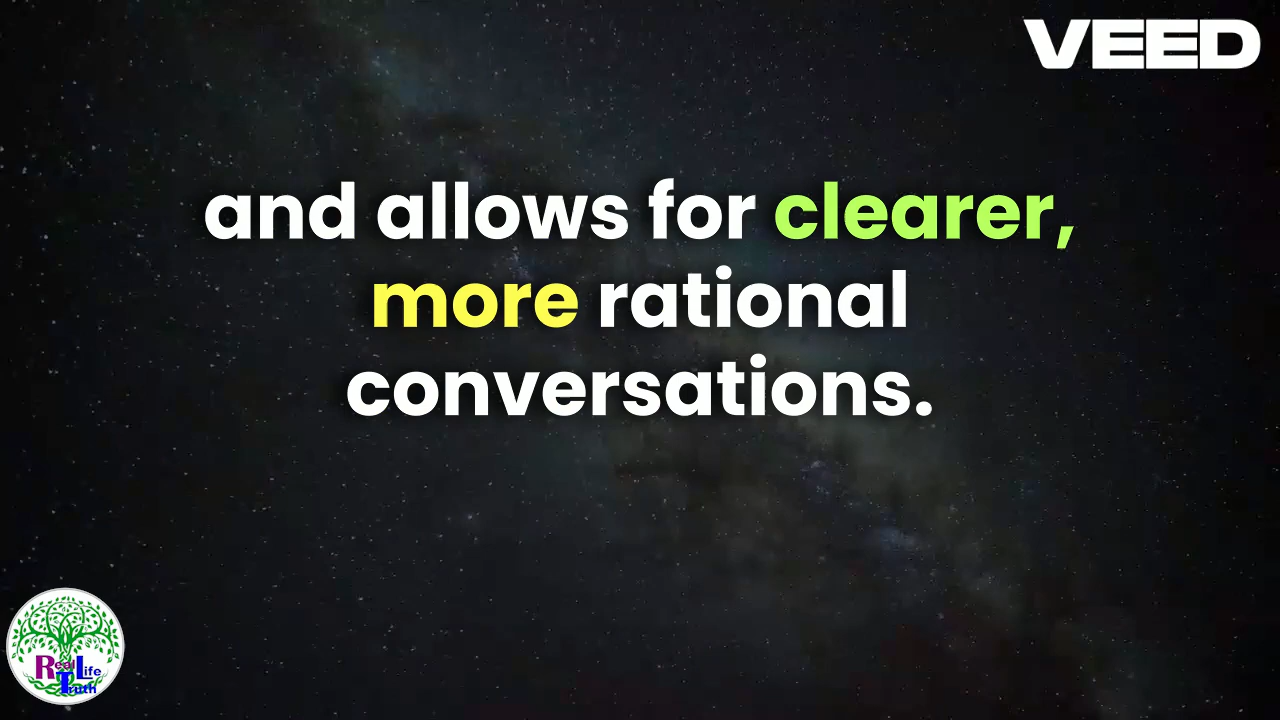 VEED
and allows for clearer,
more rational
conversations.
Real Life
Truth